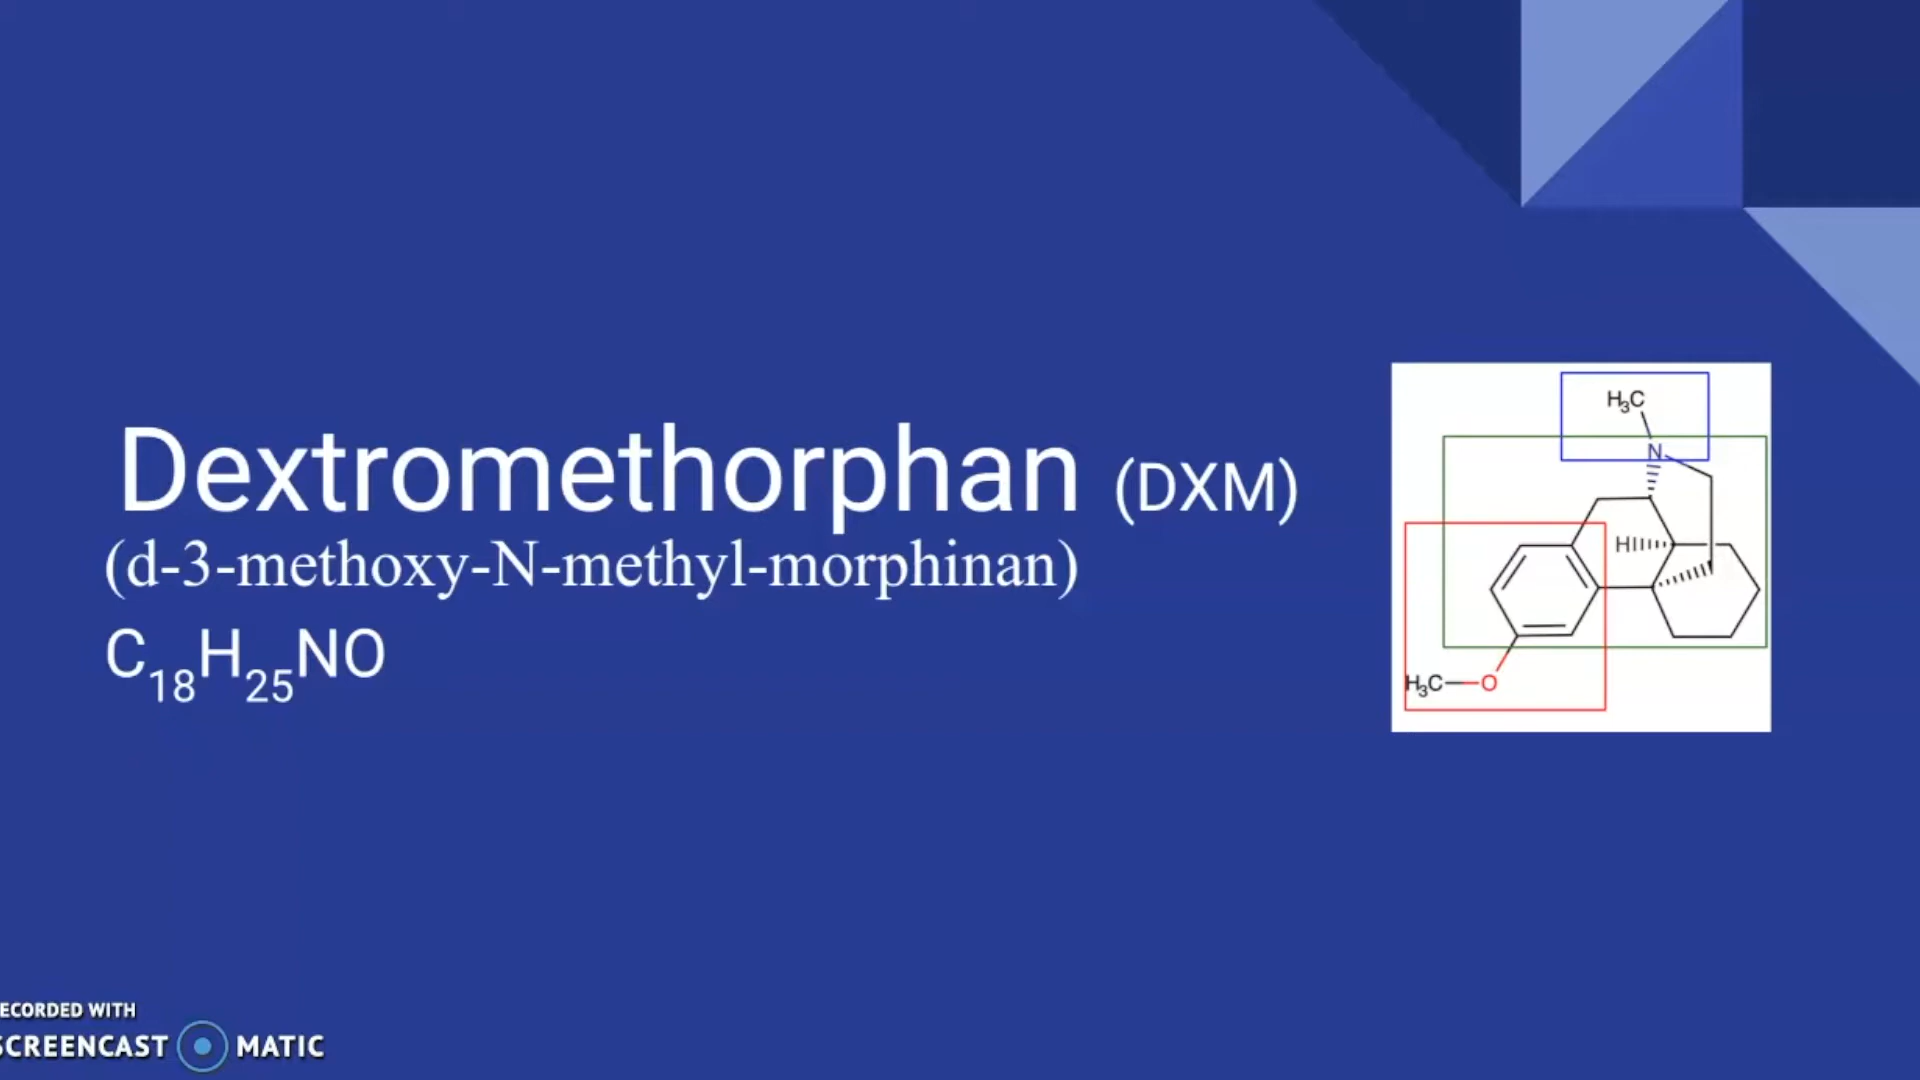 Dextromethorphan (DXM)
(d-3-methoxy-N-methyl-morphinan)
C18H25NO
H3C
N
H
H3C—O
ECORDED WITH
SCREENCAST MATIC